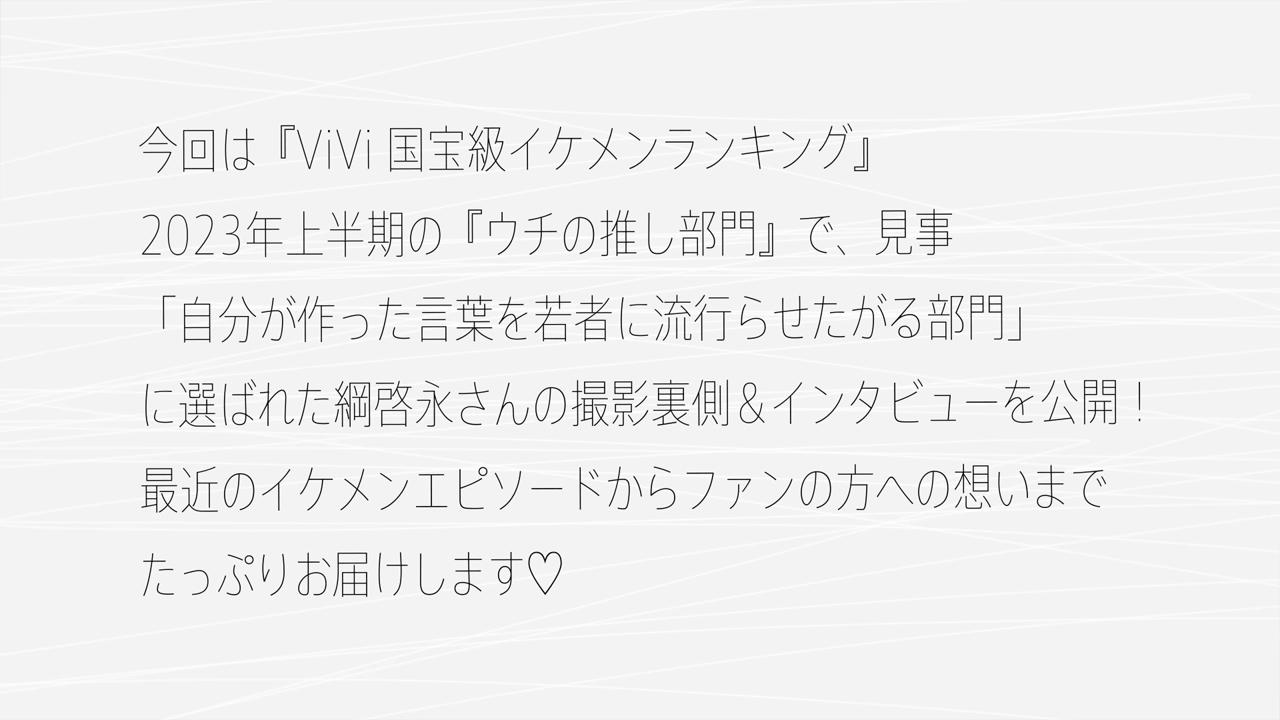 今回は『ViVi 国宝級イケメンランキング』
2023年上半期の『ウチの推し部門』で、見事
「自分が作った言葉を若者に流行らせたがる部門」
に選ばれた綱啓永さんの撮影裏側＆インタビューを公開！
最近のイケメンエピソードからファンの方への想いまで
たっぷりお届けします♡